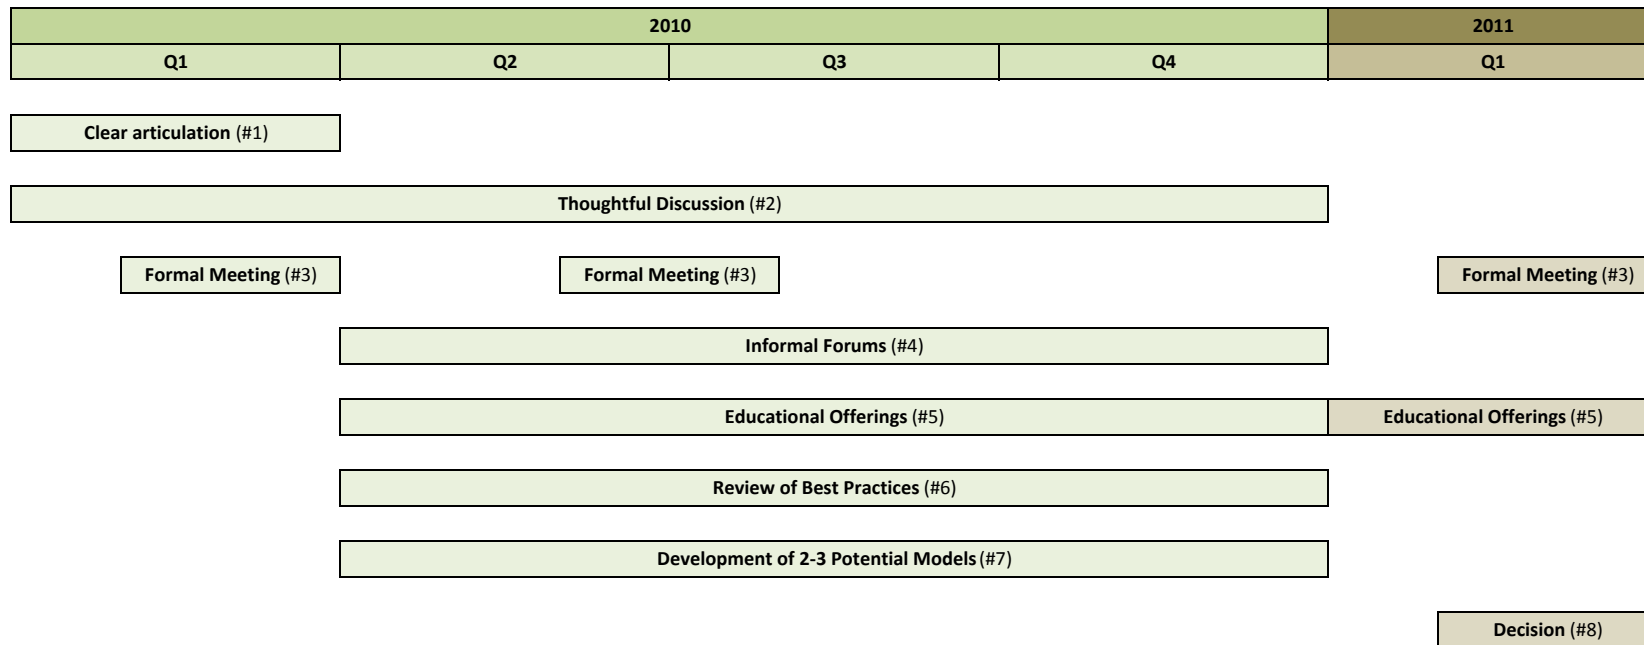 2010 2011
Q1 Q2 Q3 Q4 Q1
Clear articulation (#1)
Thoughtful Discussion (#2)
Formal Meeting (#3) Formal Meeting (#3) Formal Meeting (#3)
Informal Forums (#4)
Educational Offerings (#5) Educational Offerings (#5)
Review of Best Practices (#6)
Development of 2-3 Potential Models (#7)
Decision (#8)